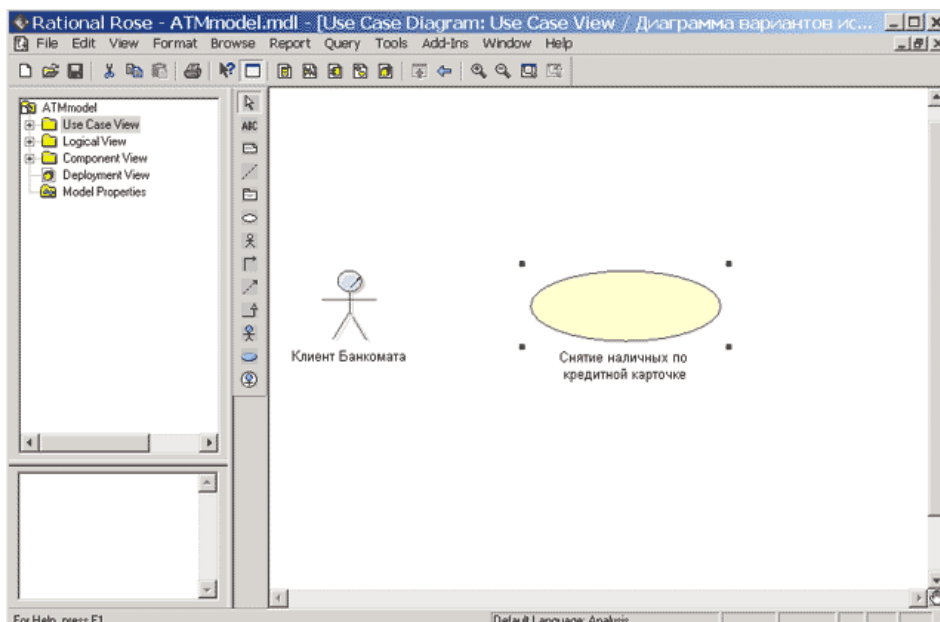 Rational Rose - ATMmodel.mdl - [Use Case Diagram: Use Case View / Диаграмма вариантов ис...
File Edit View Format Browse Report Query Tools Add-Ins Window Help
ATMmodel
Use Case View
Logical View
Component View
Deployment View
Model Properties
ABC
Клиент Банкомата
Снятие наличных по
кредитной карточке
For Help, press F1
Default Language: Analysis